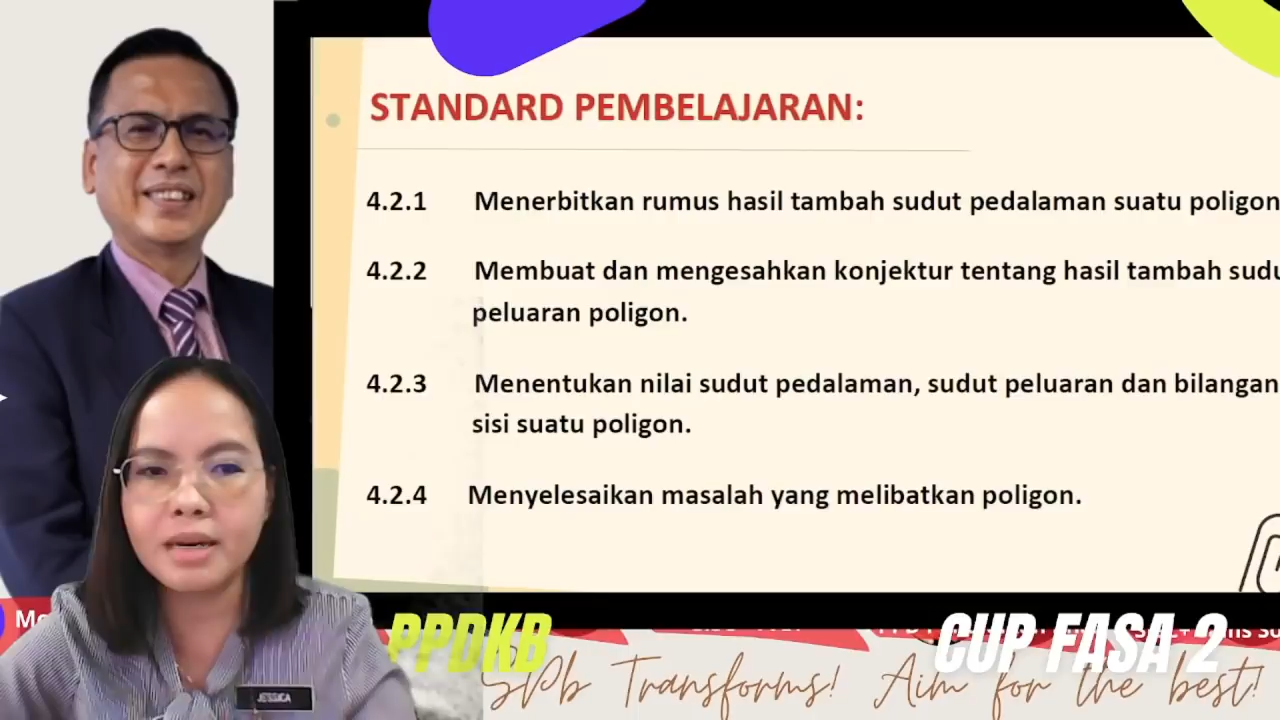 STANDARD PEMBELAJARAN:
4.2.1 Menerbitkan rumus hasil tambah sudut pedalaman suatu poligon
4.2.2 Membuat dan mengesahkan konjektur tentang hasil tambah sudu
peluaran poligon.
4.2.3 Menentukan nilai sudut pedalaman, sudut peluaran dan bilangan
sisi suatu poligon.
4.2.4 Menyelesaikan masalah yang melibatkan poligon.
JESSICA
PPDKB
CUP FASA 2
SPb Transforms! Aim for the best!